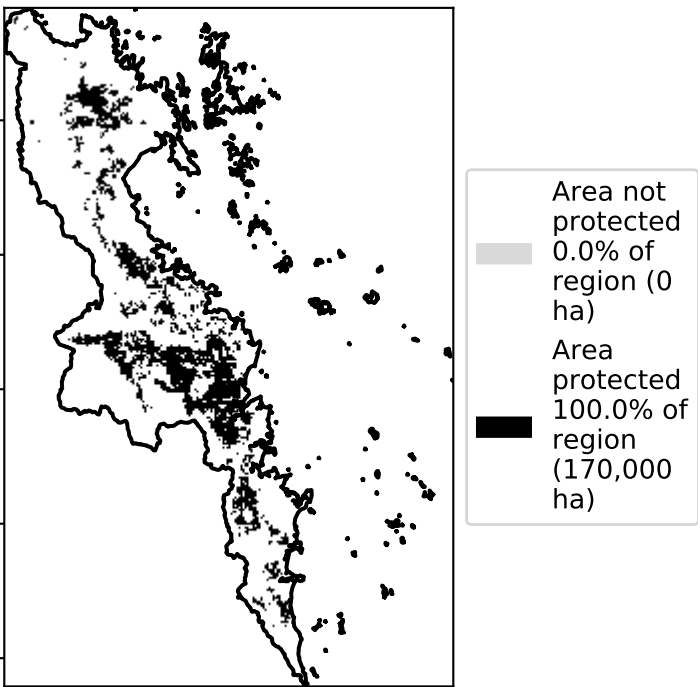 Area not
protected
0.0% of
region (0
ha)
Area
protected
100.0% of
region
(170,000
ha)